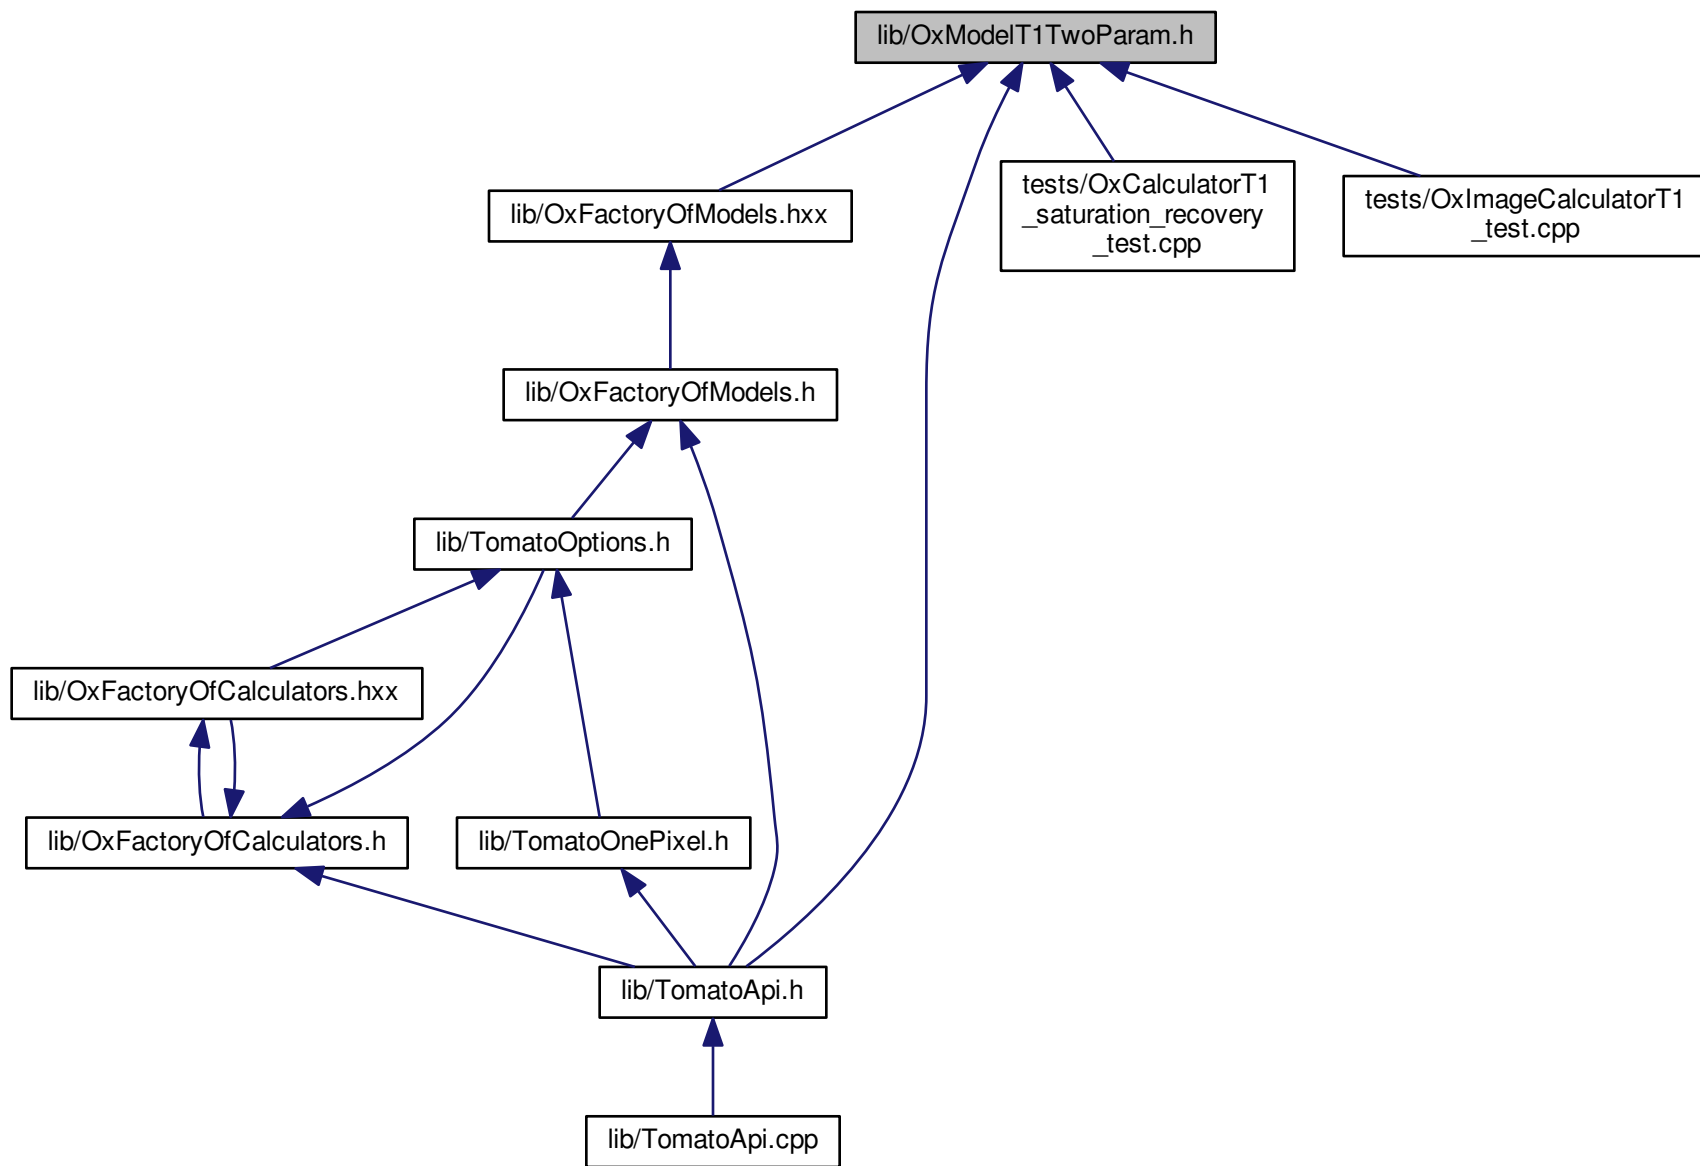 lib/OxModelT1TwoParam.h
tests/OxCalculatorT1
_saturation_recovery
_test.cpp
tests/OxImageCalculatorT1
_test.cpp
lib/OxFactoryOfModels.hxx
lib/OxFactoryOfModels.h
lib/TomatoOptions.h
lib/OxFactoryOfCalculators.hxx
lib/OxFactoryOfCalculators.h
lib/TomatoOnePixel.h
lib/TomatoApi.h
lib/TomatoApi.cpp